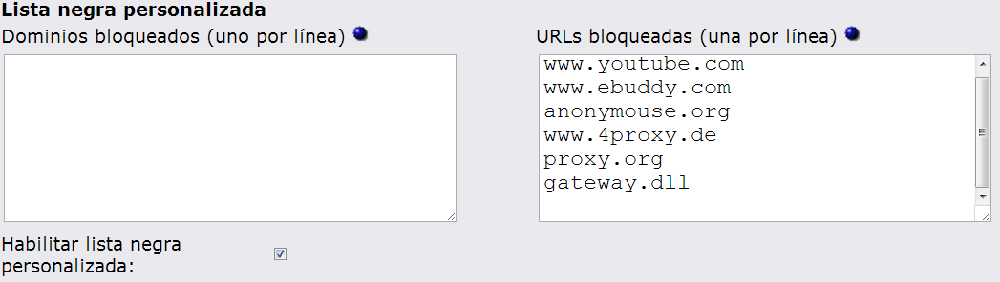 Lista negra personalizada
Dominios bloqueados (uno por línea)
URLs bloqueadas (una por línea)
www.youtube.com
www.ebuddy.com
anonymouse.org
www.4proxy.de
proxy.org
gateway.dll
Habilitar lista negra
personalizada: